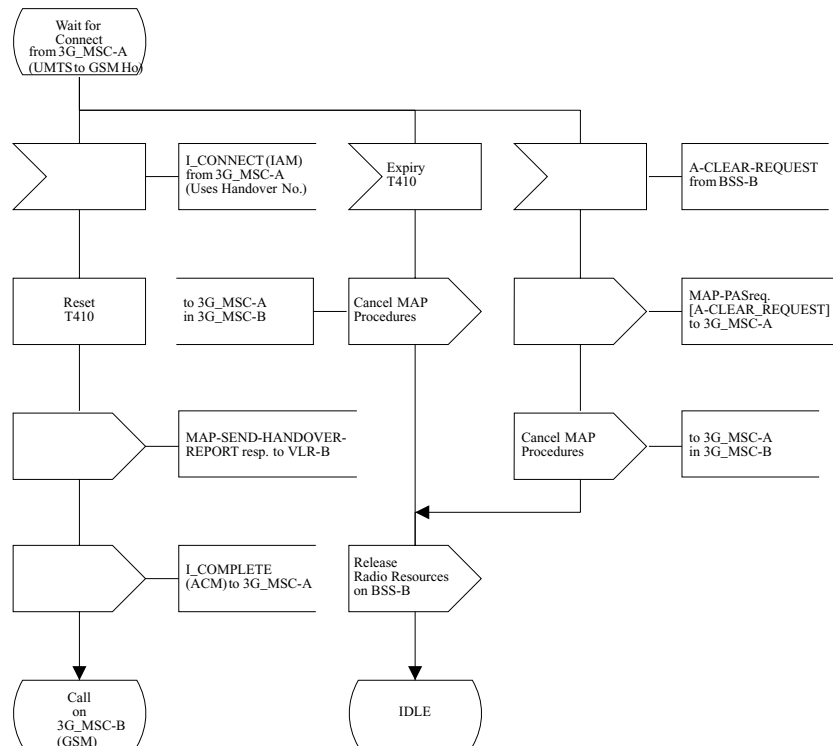 Wait for
Connect
from 3G_MSC-A
(UMTS to GSM Ho)
I_CONNECT (IAM)
from 3G_MSC-A
(Uses Handover No.)
Expiry
T410
A-CLEAR-REQUEST
from BSS-B
Reset
T410
to 3G_MSC-A
in 3G_MSC-B
Cancel MAP
Procedures
MAP-PASreq.
[A-CLEAR_REQUEST]
to 3G_MSC-A
MAP-SEND-HANDOVER-
REPORT resp. to VLR-B
Cancel MAP
Procedures
to 3G_MSC-A
in 3G_MSC-B
I_COMPLETE
(ACM) to 3G_MSC-A
Release
Radio Resources
on BSS-B
Call
on
3G_MSC-B
(GSM)
IDLE